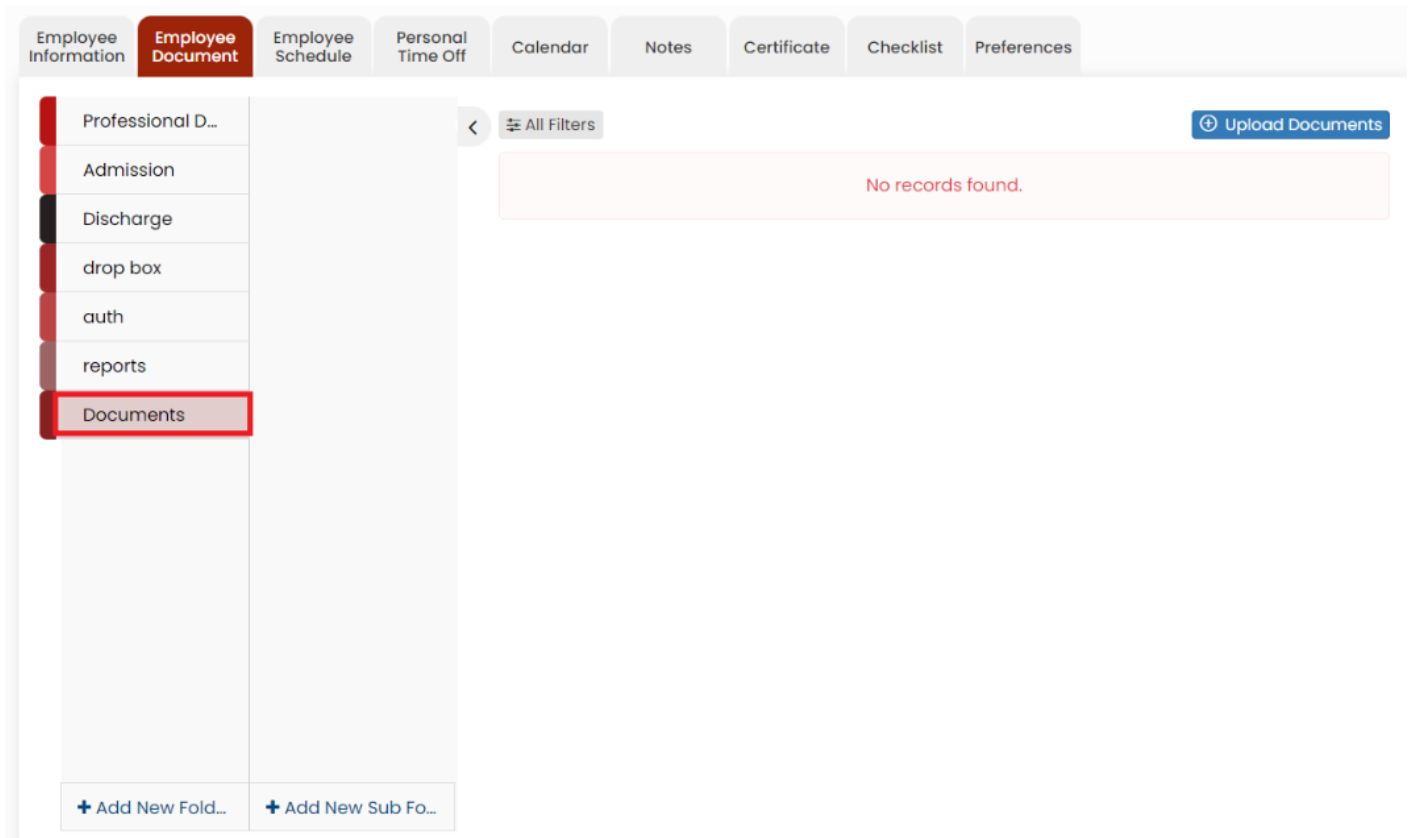 Employee
Information
Employee
Document
Employee
Schedule
Personal
Time Off
Calendar
Notes
Certificate
Checklist
Preferences
Professional D...
Admission
Discharge
drop box
auth
reports
Documents
All Filters
Upload Documents
No records found.
Add New Fold...
Add New Sub Fo...